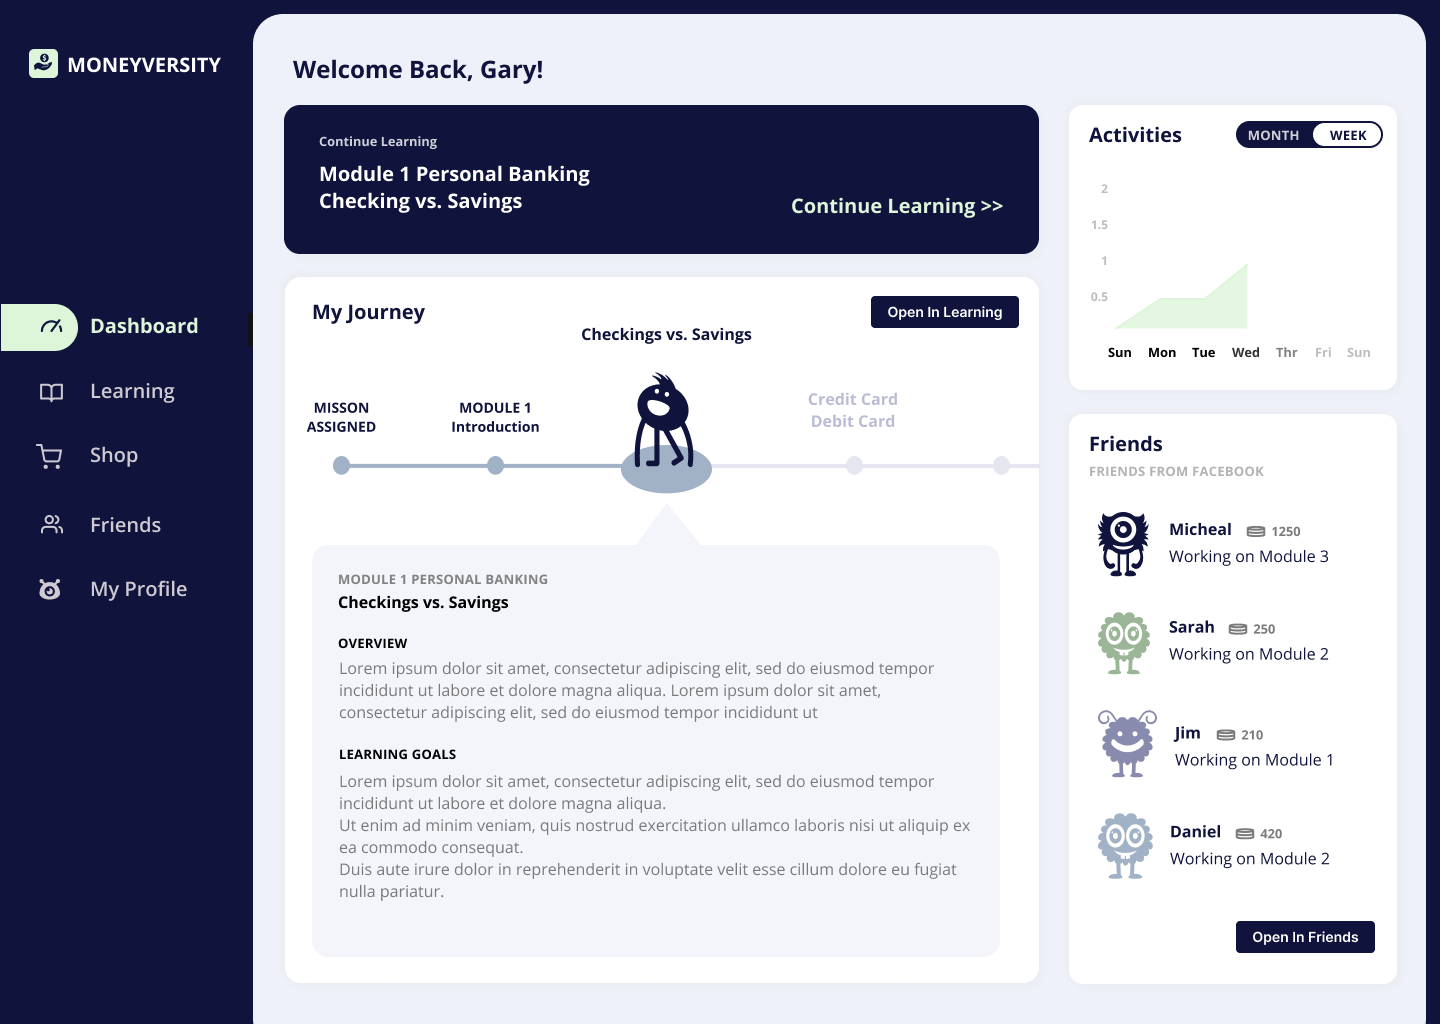 MONEYVERSITY
Dashboard
Learning
Shop
Friends
My Profile
Welcome Back, Gary!
Continue Learning
Module 1 Personal Banking
Checking vs. Savings
Continue Learning >>
My Journey
Open In Learning
Checkings vs. Savings
MISSON
ASSIGNED
MODULE 1
Introduction
Credit Card
Debit Card
MODULE 1 PERSONAL BANKING
Checkings vs. Savings
OVERVIEW
Lorem ipsum dolor sit amet, consectetur adipiscing elit, sed do eiusmod tempor
incididunt ut labore et dolore magna aliqua. Lorem ipsum dolor sit amet,
consectetur adipiscing elit, sed do eiusmod tempor incididunt ut
LEARNING GOALS
Lorem ipsum dolor sit amet, consectetur adipiscing elit, sed do eiusmod tempor
incididunt ut labore et dolore magna aliqua.
Ut enim ad minim veniam, quis nostrud exercitation ullamco laboris nisi ut aliquip ex
ea commodo consequat.
Duis aute irure dolor in reprehenderit in voluptate velit esse cillum dolore eu fugiat
nulla pariatur.
Activities
MONTH WEEK
2
1.5
1
0.5
Sun Mon Tue Wed Thr Fri Sun
Friends
FRIENDS FROM FACEBOOK
Micheal 1250
Working on Module 3
Sarah 250
Working on Module 2
Jim 210
Working on Module 1
Daniel 420
Working on Module 2
Open In Friends